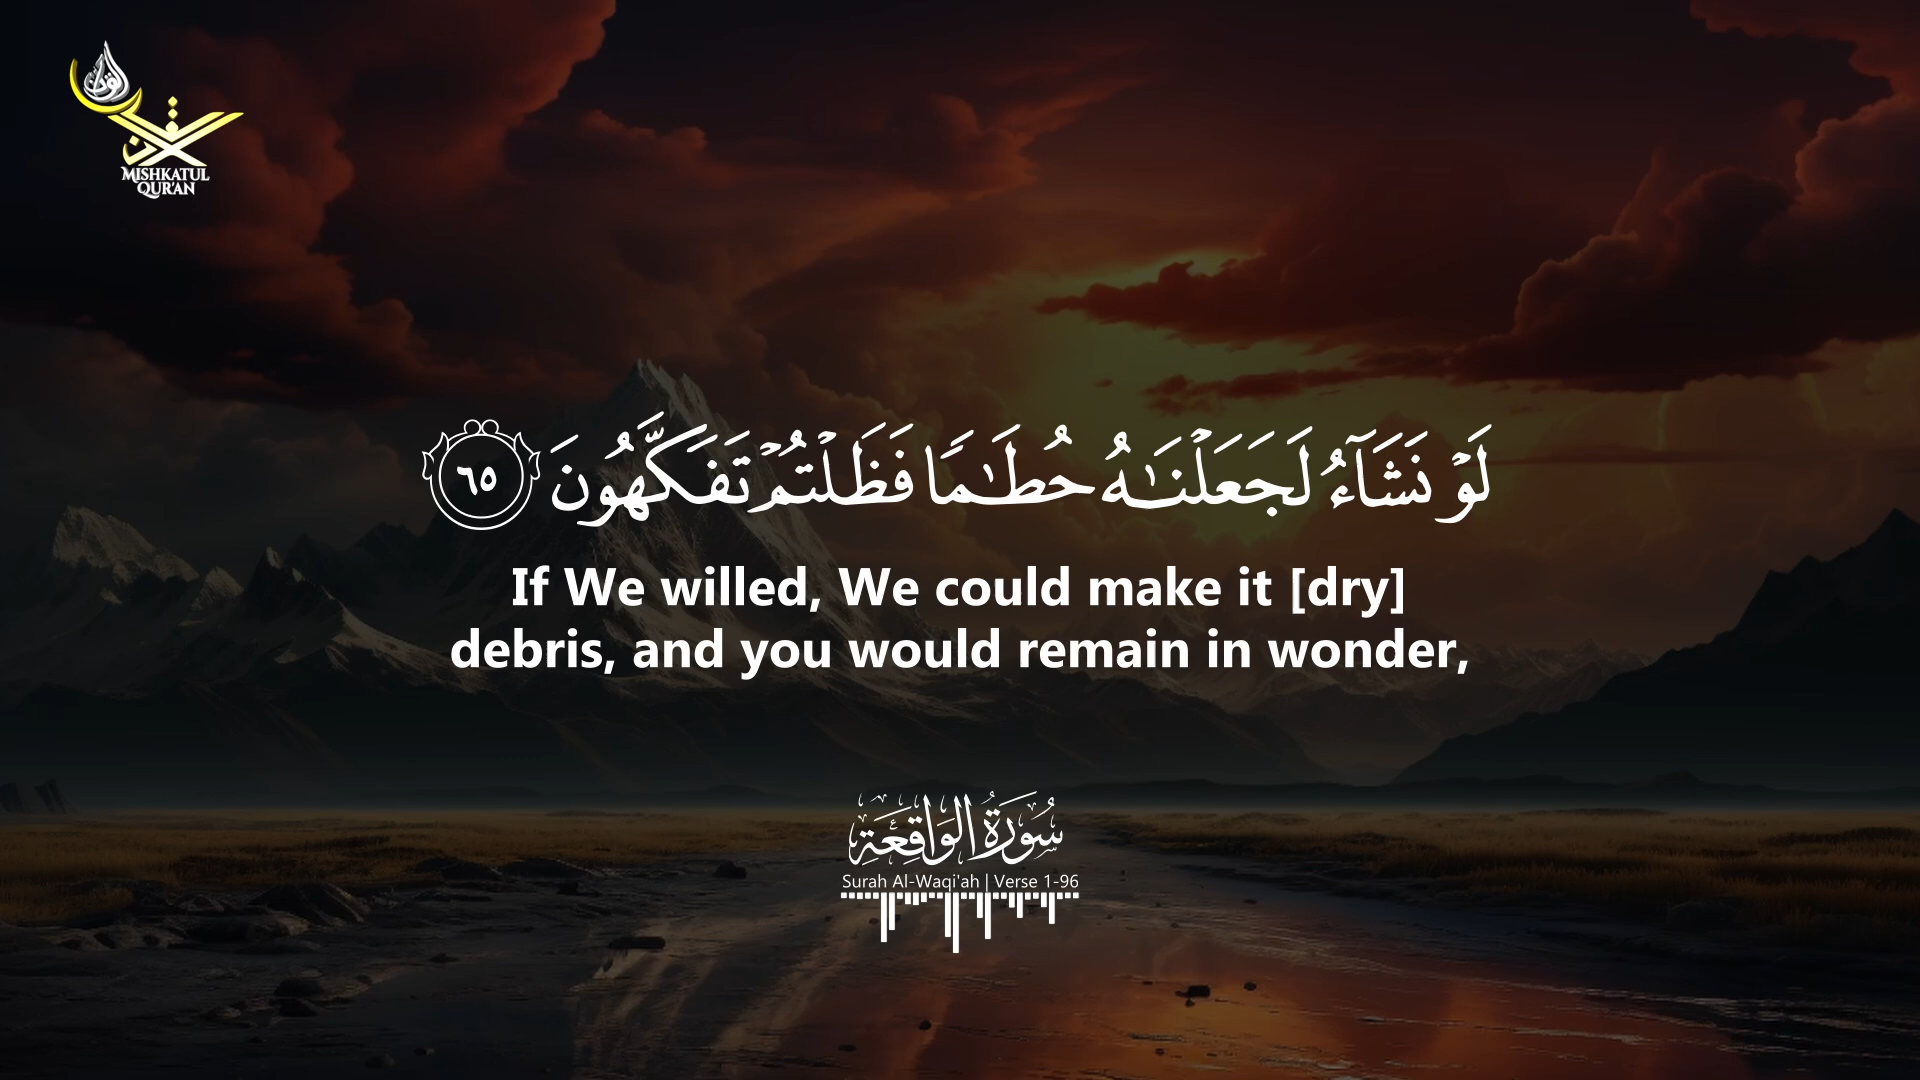 القرآن
MISHKATUL
QUR'AN
لَوْ نَشَآءُ لَجَعَلْنَـٰهُ حُطَـٰمًا فَظَلْتُمْ تَفَكَّهُونَ ٦٥
If We willed, We could make it [dry]
debris, and you would remain in wonder,
سُورَةُ الوَاقِعَةِ
Surah Al-Waqi'ah | Verse 1-96